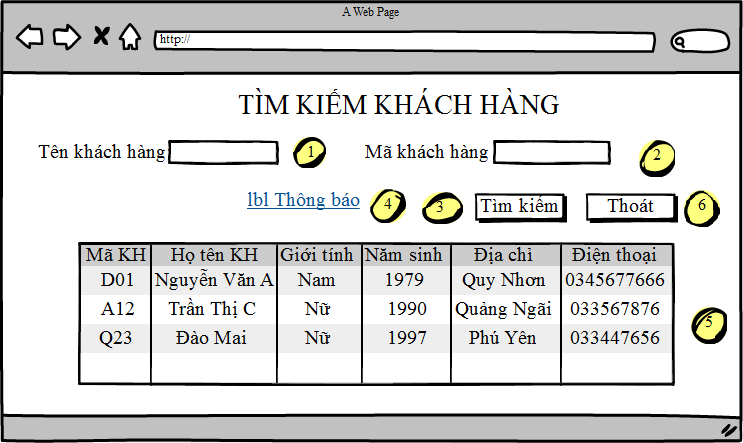 A Web Page
http://
TÌM KIẾM KHÁCH HÀNG
Tên khách hàng 1 Mã khách hàng 2
lbl Thông báo 4 3 Tìm kiếm Thoát 6
Mã KH Họ tên KH Giới tính Năm sinh Địa chỉ Điện thoại
D01 Nguyễn Văn A Nam 1979 Quy Nhơn 0345677666
A12 Trần Thị C Nữ 1990 Quảng Ngãi 033567876
5
Q23 Đào Mai Nữ 1997 Phú Yên 033447656